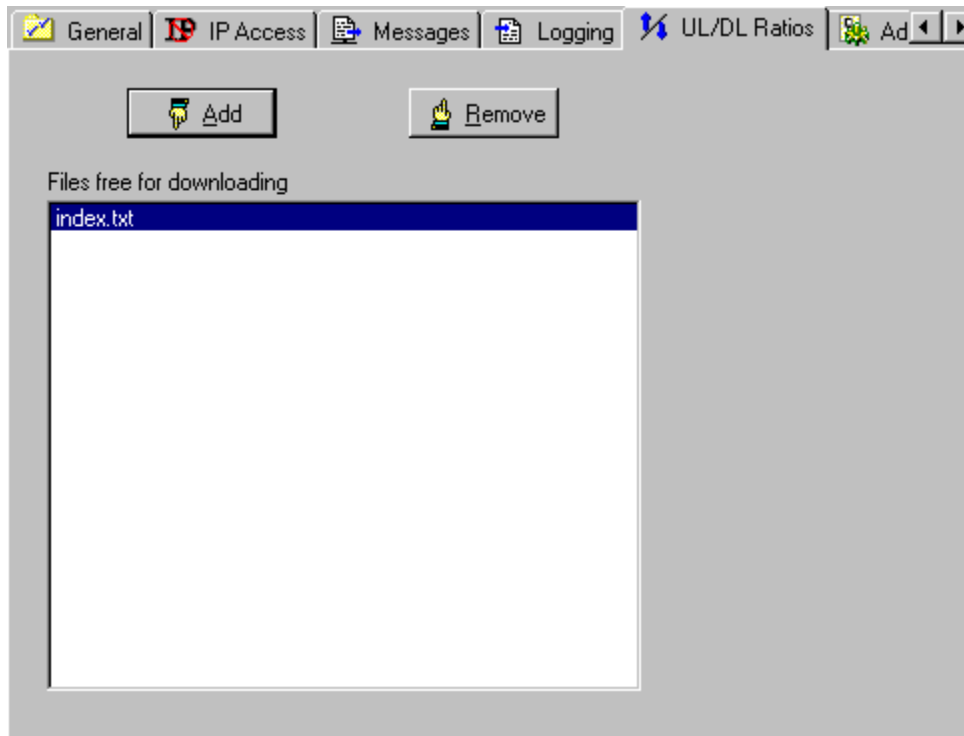 General IP Access Messages Logging UL/DL Ratios Ad
Add Remove
Files free for downloading
index.txt